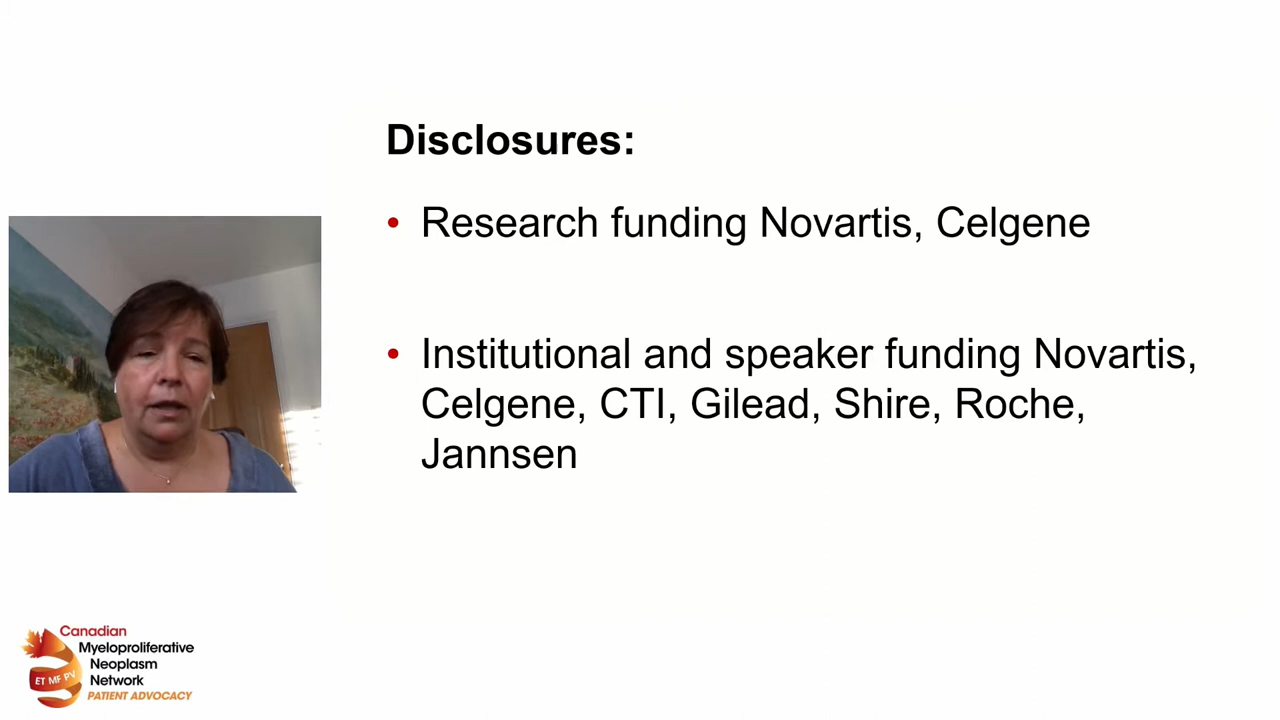 Disclosures:
• Research funding Novartis, Celgene
• Institutional and speaker funding Novartis,
Celgene, CTI, Gilead, Shire, Roche,
Jannsen
Canadian
Myeloproliferative
Neoplasm
Network
PATIENT ADVOCACY
ET MF PV